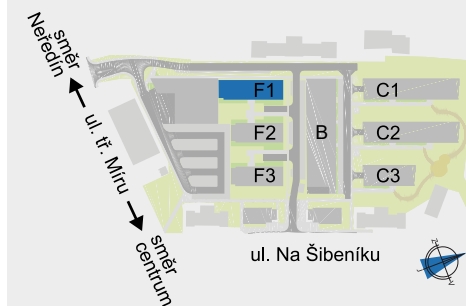 směr
Neředín
ul. tř. Míru
směr
centrum
F1
F2
F3
B
C1
C2
C3
ul. Na Šibeníku